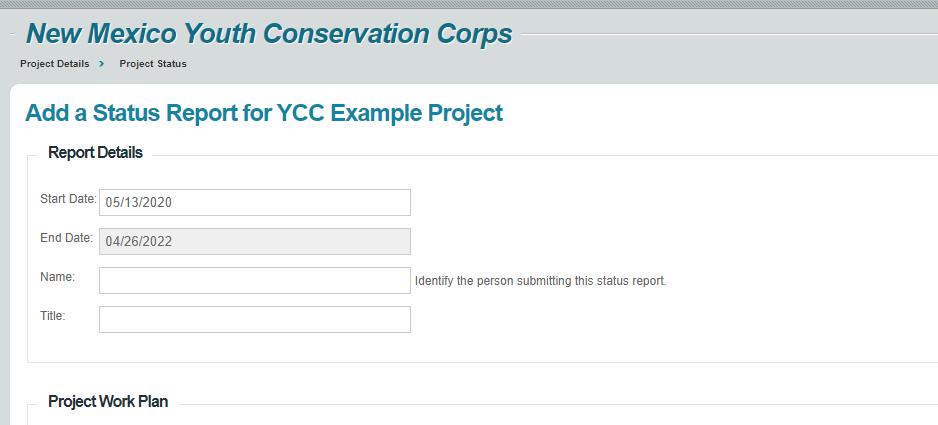 New Mexico Youth Conservation Corps
Project Details › Project Status
Add a Status Report for YCC Example Project
Report Details
Start Date: 05/13/2020
End Date: 04/26/2022
Name: Identify the person submitting this status report.
Title:
Project Work Plan